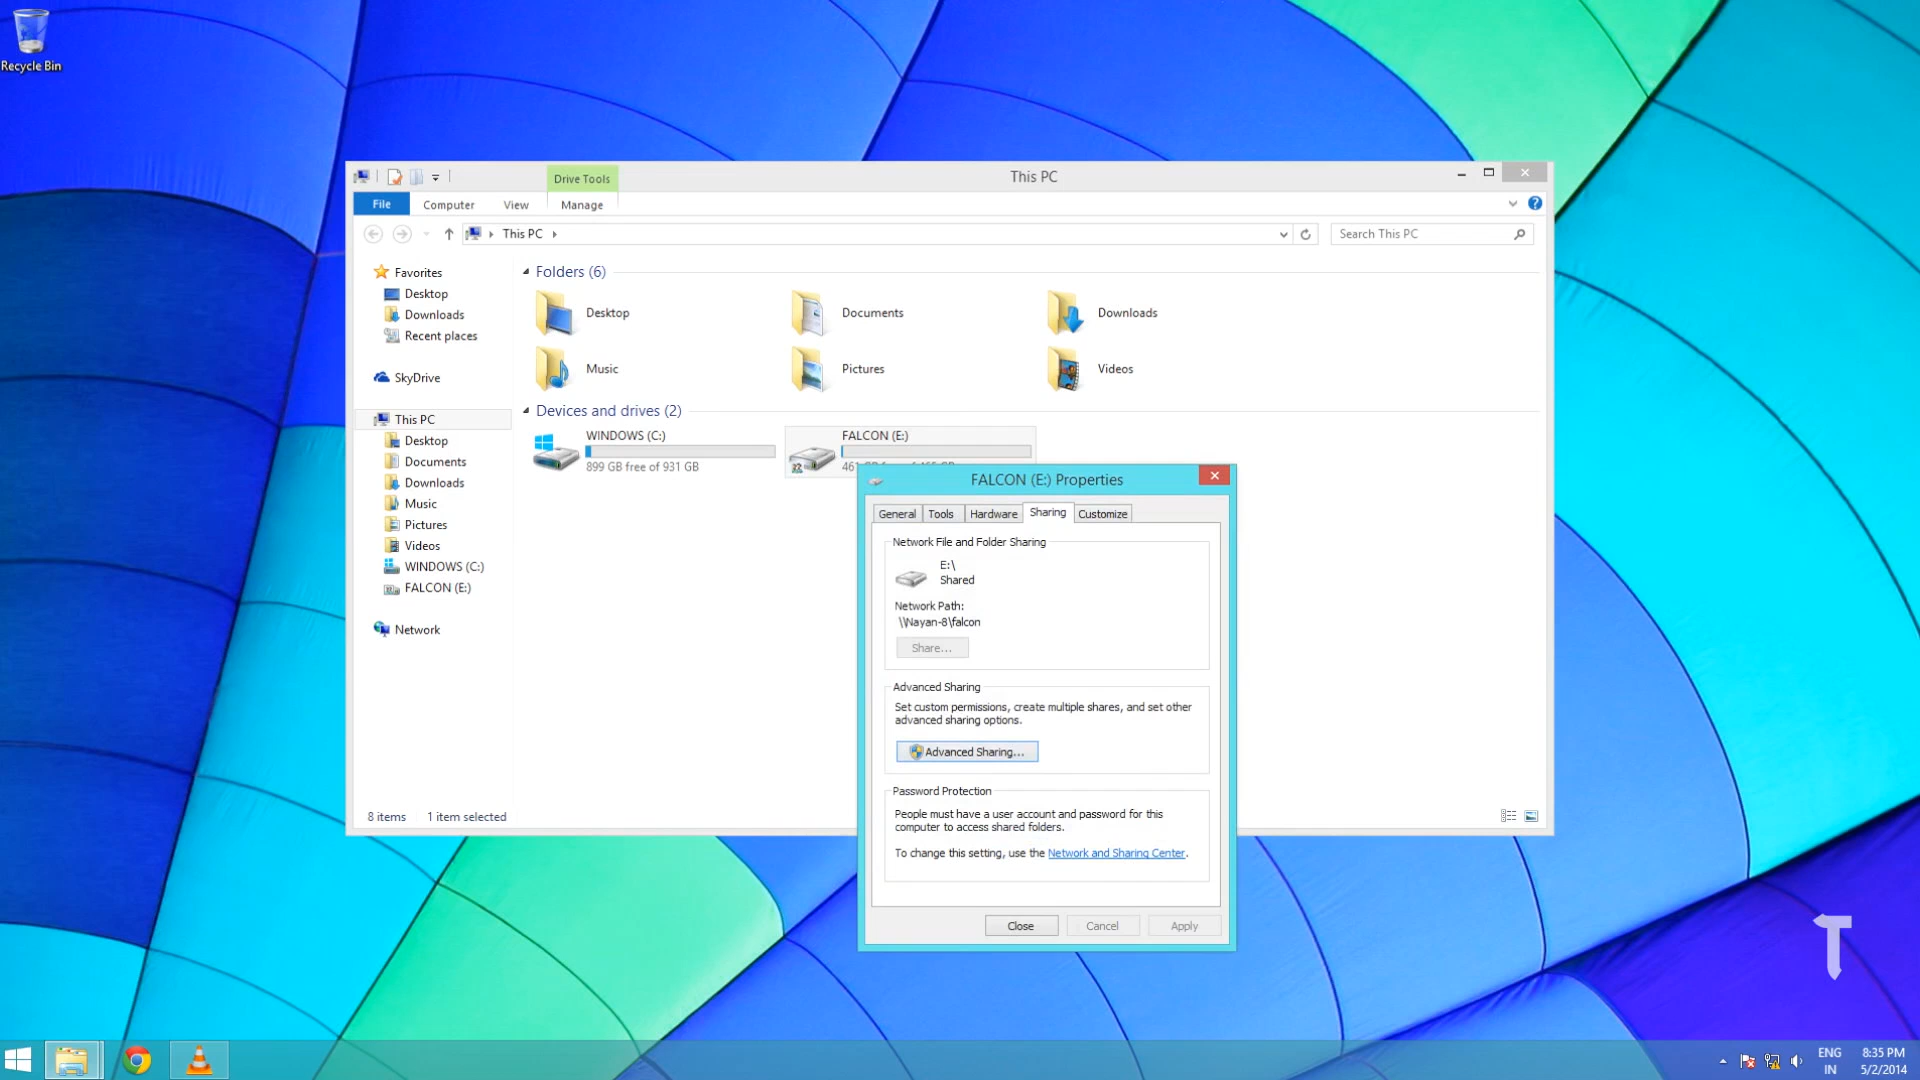 Recycle Bin
Drive Tools
This PC
File
Computer
View
Manage
This PC
Search This PC
Favorites
Desktop
Downloads
Recent places
SkyDrive
This PC
Desktop
Documents
Downloads
Music
Pictures
Videos
WINDOWS (C:)
FALCON (E:)
Network
Folders (6)
Desktop
Documents
Downloads
Music
Pictures
Videos
Devices and drives (2)
WINDOWS (C:)
899 GB free of 931 GB
FALCON (E:)
461
8 items
1 item selected
FALCON (E:) Properties
General
Tools
Hardware
Sharing
Customize
Network File and Folder Sharing
E:\
Shared
Network Path:
\\Nayan-8\falcon
Share...
Advanced Sharing
Set custom permissions, create multiple shares, and set other
advanced sharing options.
Advanced Sharing...
Password Protection
People must have a user account and password for this
computer to access shared folders.
To change this setting, use the Network and Sharing Center.
Close
Cancel
Apply
T
ENG
IN
8:35 PM
5/2/2014